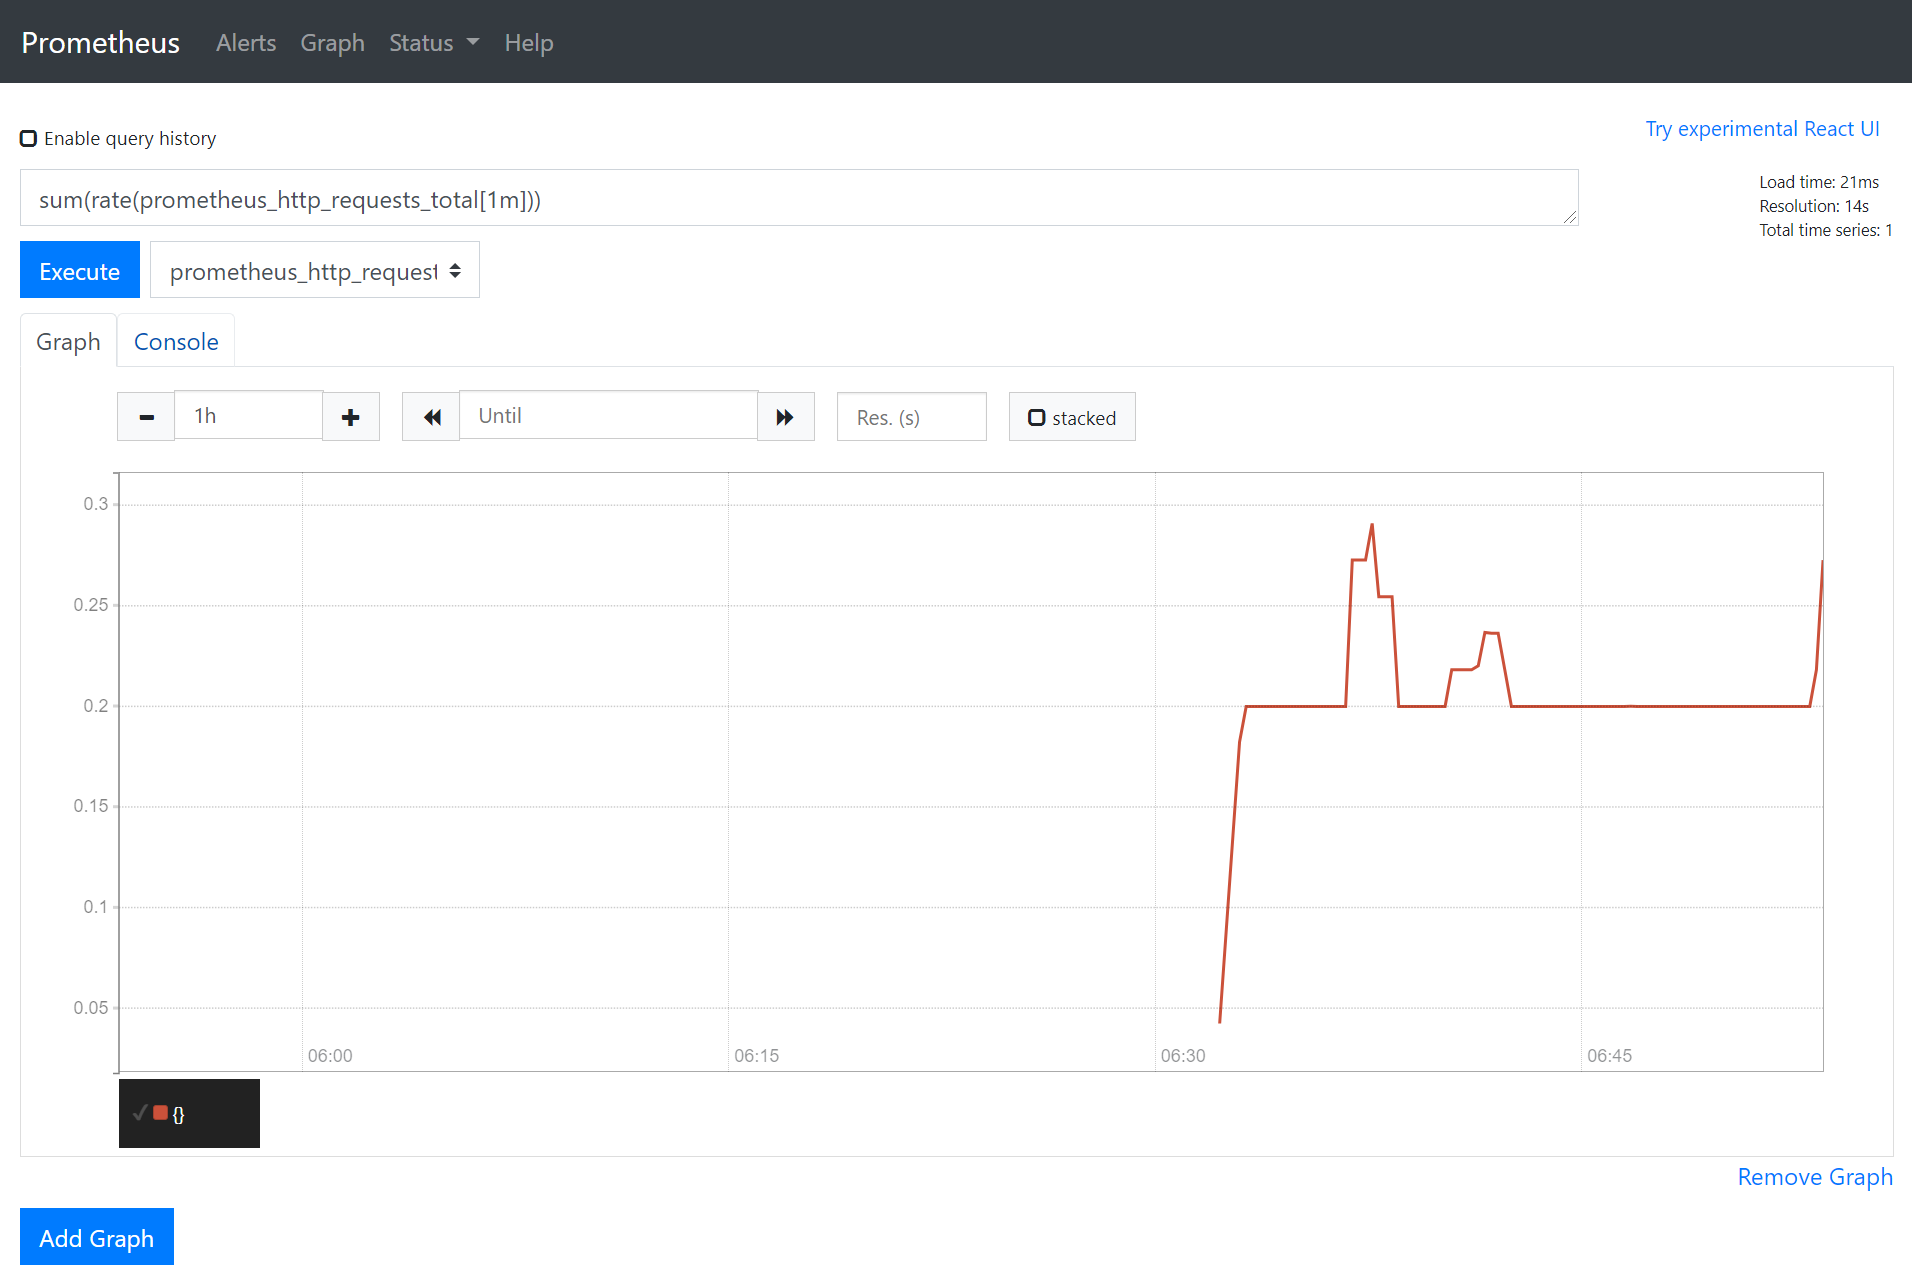 Prometheus Alerts Graph Status Help
Enable query history
Try experimental React UI
sum(rate(prometheus_http_requests_total[1m]))
Load time: 21ms
Resolution: 14s
Total time series: 1
Execute prometheus_http_request
Graph Console
1h Until Res. (s) stacked
0.3
0.25
0.2
0.15
0.1
0.05
06:00 06:15 06:30 06:45
{}
Remove Graph
Add Graph